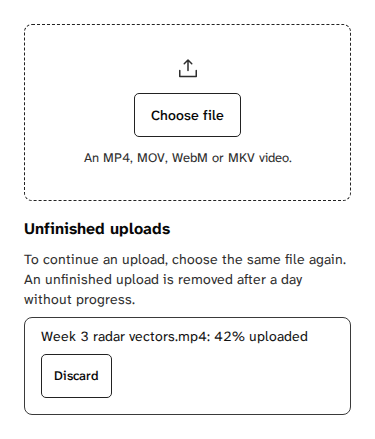 Choose file
An MP4, MOV, WebM or MKV video.
Unfinished uploads
To continue an upload, choose the same file again.
An unfinished upload is removed after a day
without progress.
Week 3 radar vectors.mp4: 42% uploaded
Discard